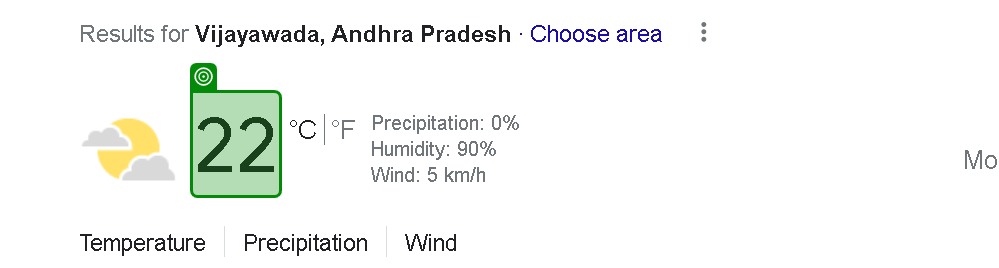 Results for Vijayawada, Andhra Pradesh · Choose area
22 °C | °F
Precipitation: 0%
Humidity: 90%
Wind: 5 km/h
Mo
Temperature
Precipitation
Wind